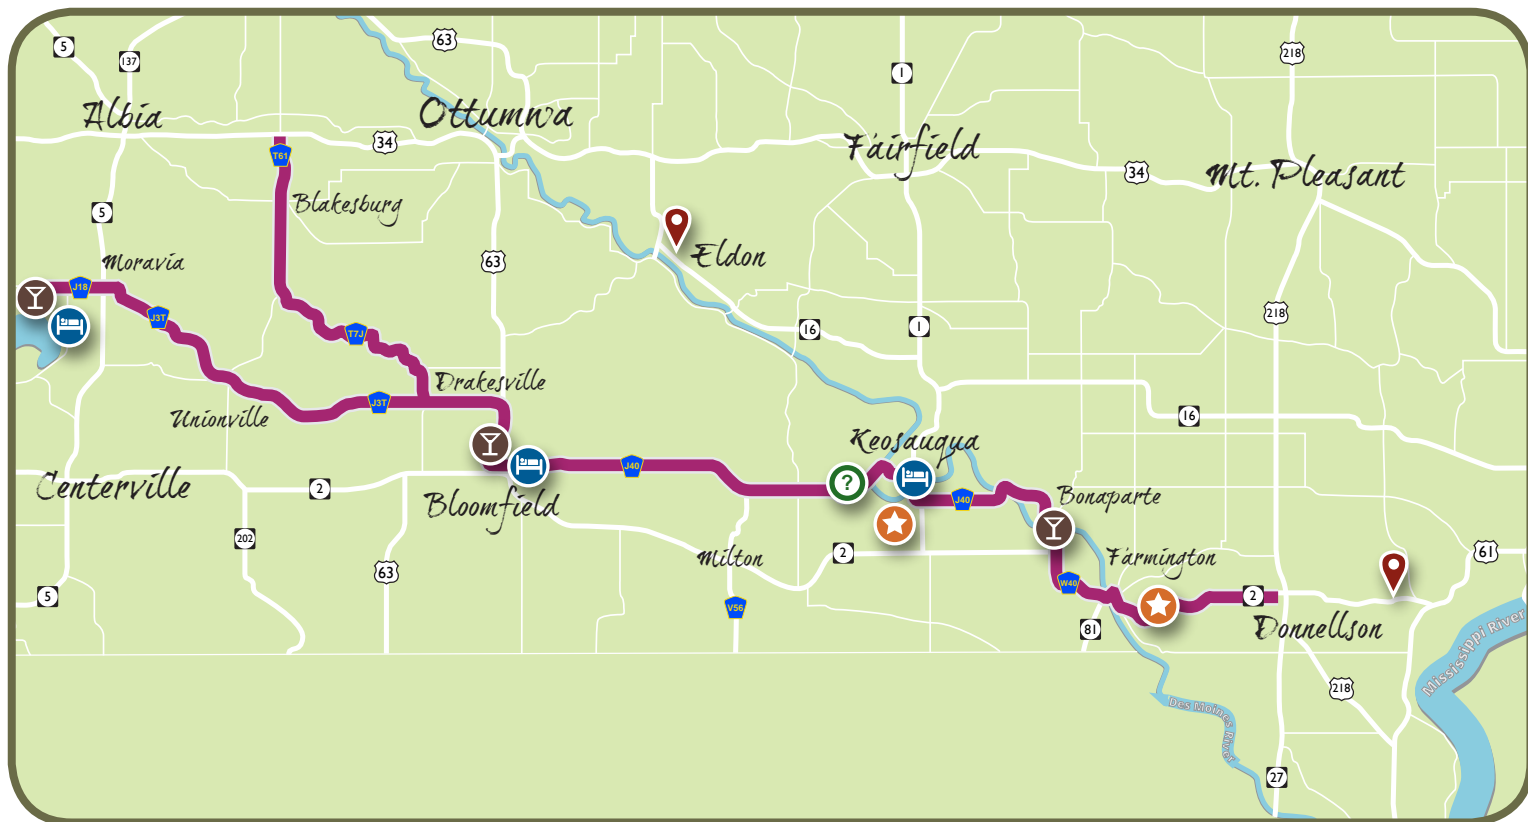 5
63
218
137
1
Albia
Ottumwa
34
Fairfield
T61
34
Mt. Pleasant
Blakesburg
5
Eldon
Moravia
63
J18
J3T
218
T7J
16
1
Drakesville
J3T
Unionville
16
Keosauqua
J40
?
Centerville
2
Bloomfield
J40
Bonaparte
202
Milton
2
Farmington
61
63
W40
5
V56
2
81
Donnellson
Mississippi River
218
Des Moines River
27